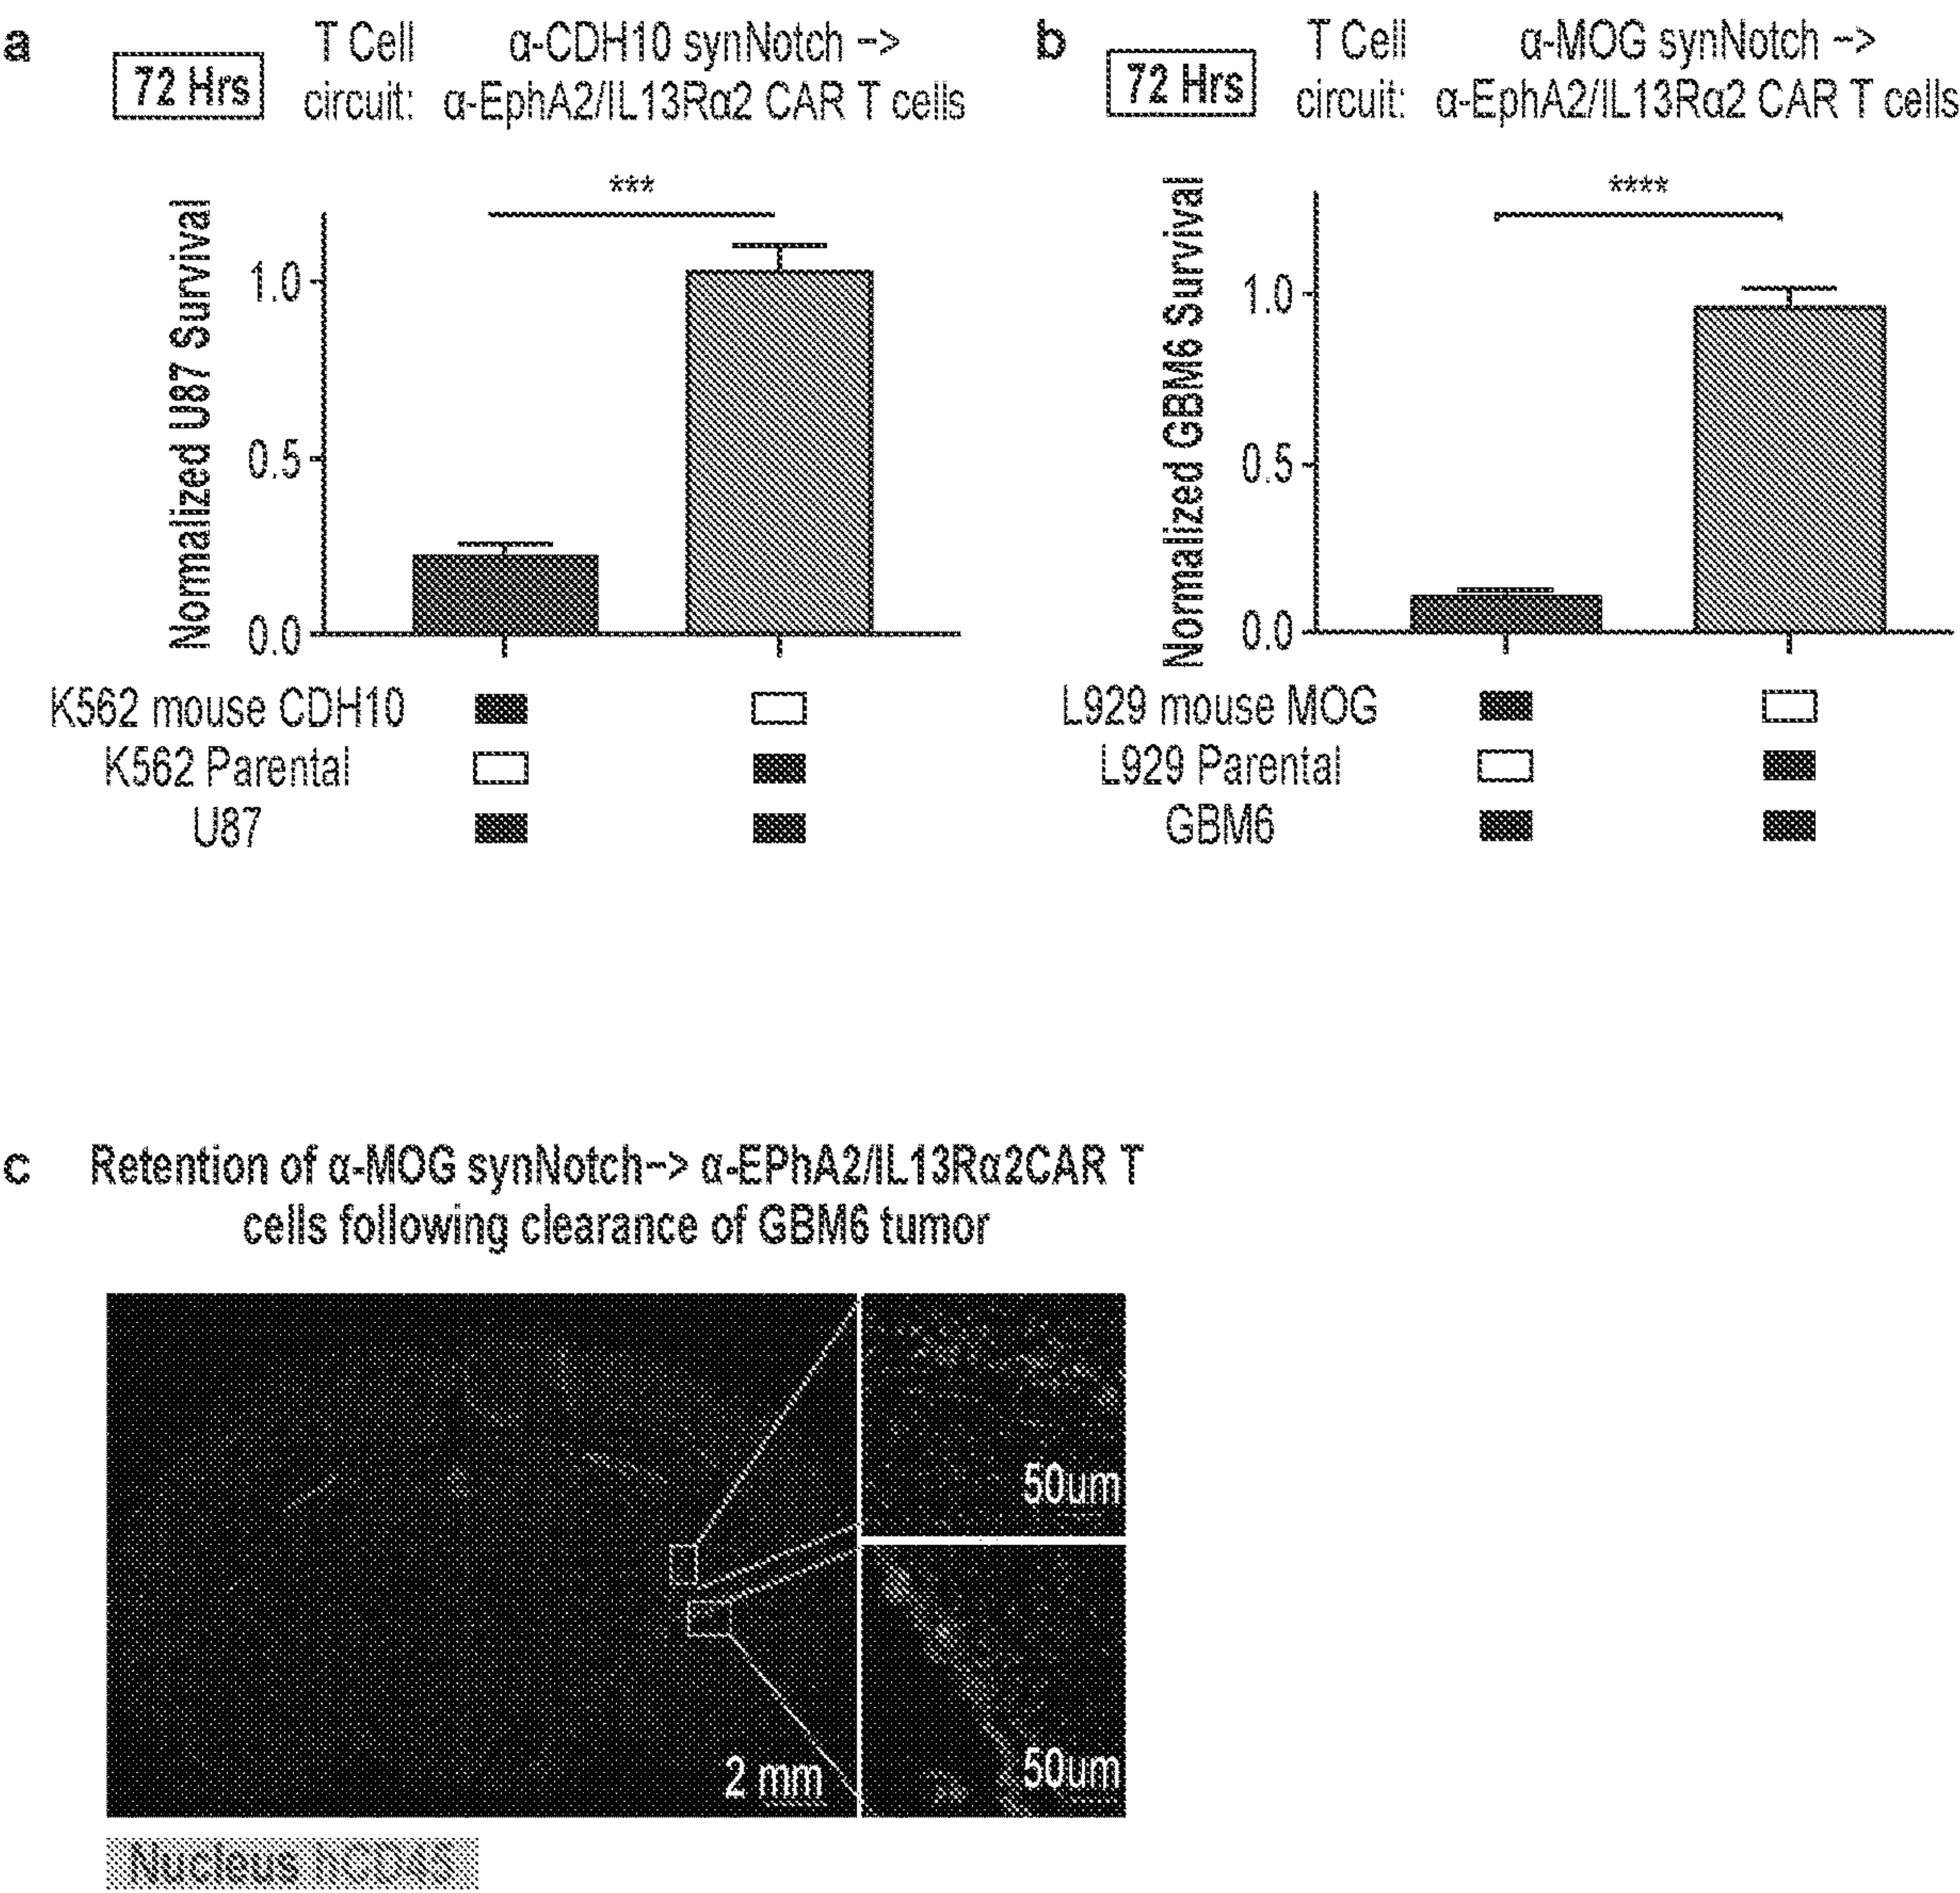 a
72 Hrs
T Cell
circuit:
α-CDH10 synNotch −>
α-EphA2/IL13Rα2 CAR T cells
***
Normalized U87 Survival
1.0
0.5
0.0
K562 mouse CDH10
K562 Parental
U87
b
72 Hrs
T Cell
circuit:
α-MOG synNotch −>
α-EphA2/IL13Rα2 CAR T cells
****
Normalized GBM6 Survival
1.0
0.5
0.0
L929 mouse MOG
L929 Parental
GBM6
c
Retention of α-MOG synNotch−> α-EPhA2/IL13Rα2CAR T
cells following clearance of GBM6 tumor
50um
50um
2 mm
Nucleus hCD45